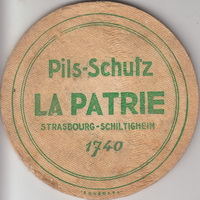 Pils-Schutz
LA PATRIE
STRASBOURG-SCHILTIGHEIM
1740